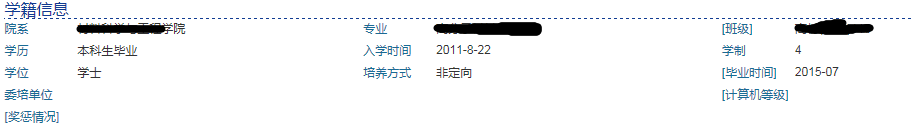 学籍信息
院系 学院 专业 [班级]
学历 本科生毕业 入学时间 2011-8-22 学制 4
学位 学士 培养方式 非定向 [毕业时间] 2015-07
委培单位 [计算机等级]
[奖惩情况]